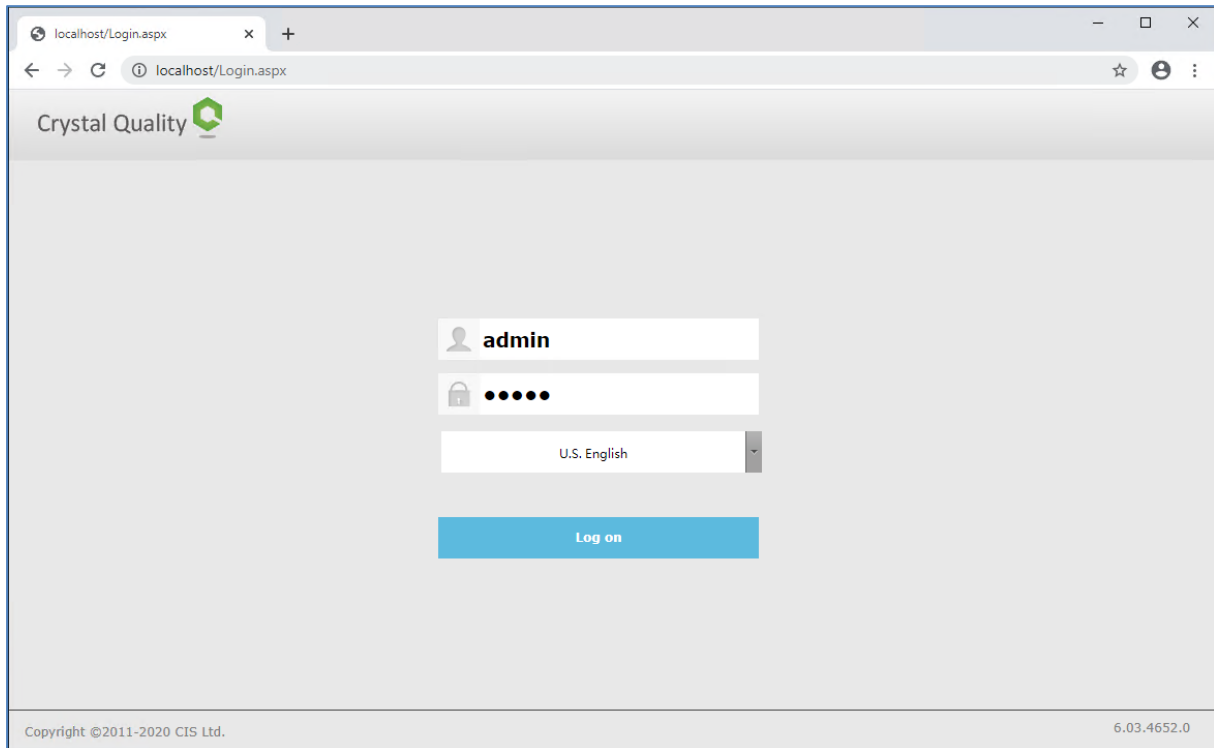 localhost/Login.aspx
localhost/Login.aspx
Crystal Quality
admin
•••••
U.S. English
Log on
Copyright ©2011-2020 CIS Ltd.
6.03.4652.0